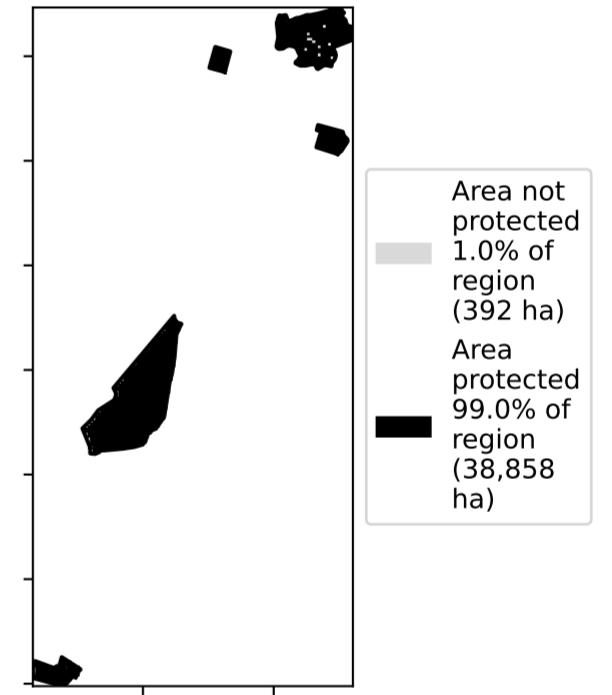 Area not
protected
1.0% of
region
(392 ha)
Area
protected
99.0% of
region
(38,858
ha)